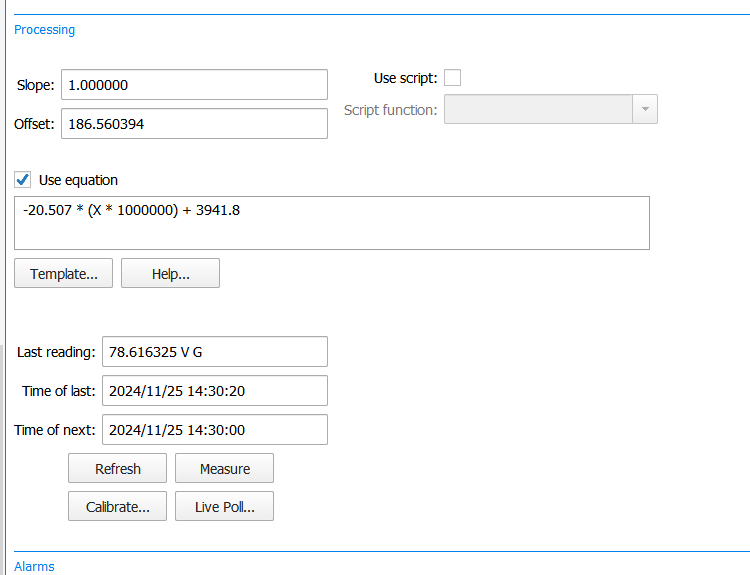 Processing
Slope: 1.000000
Use script:
Offset: 186.560394
Script function:
Use equation
-20.507 * (X * 1000000) + 3941.8
Template... Help...
Last reading: 78.616325 V G
Time of last: 2024/11/25 14:30:20
Time of next: 2024/11/25 14:30:00
Refresh Measure
Calibrate... Live Poll...
Alarms